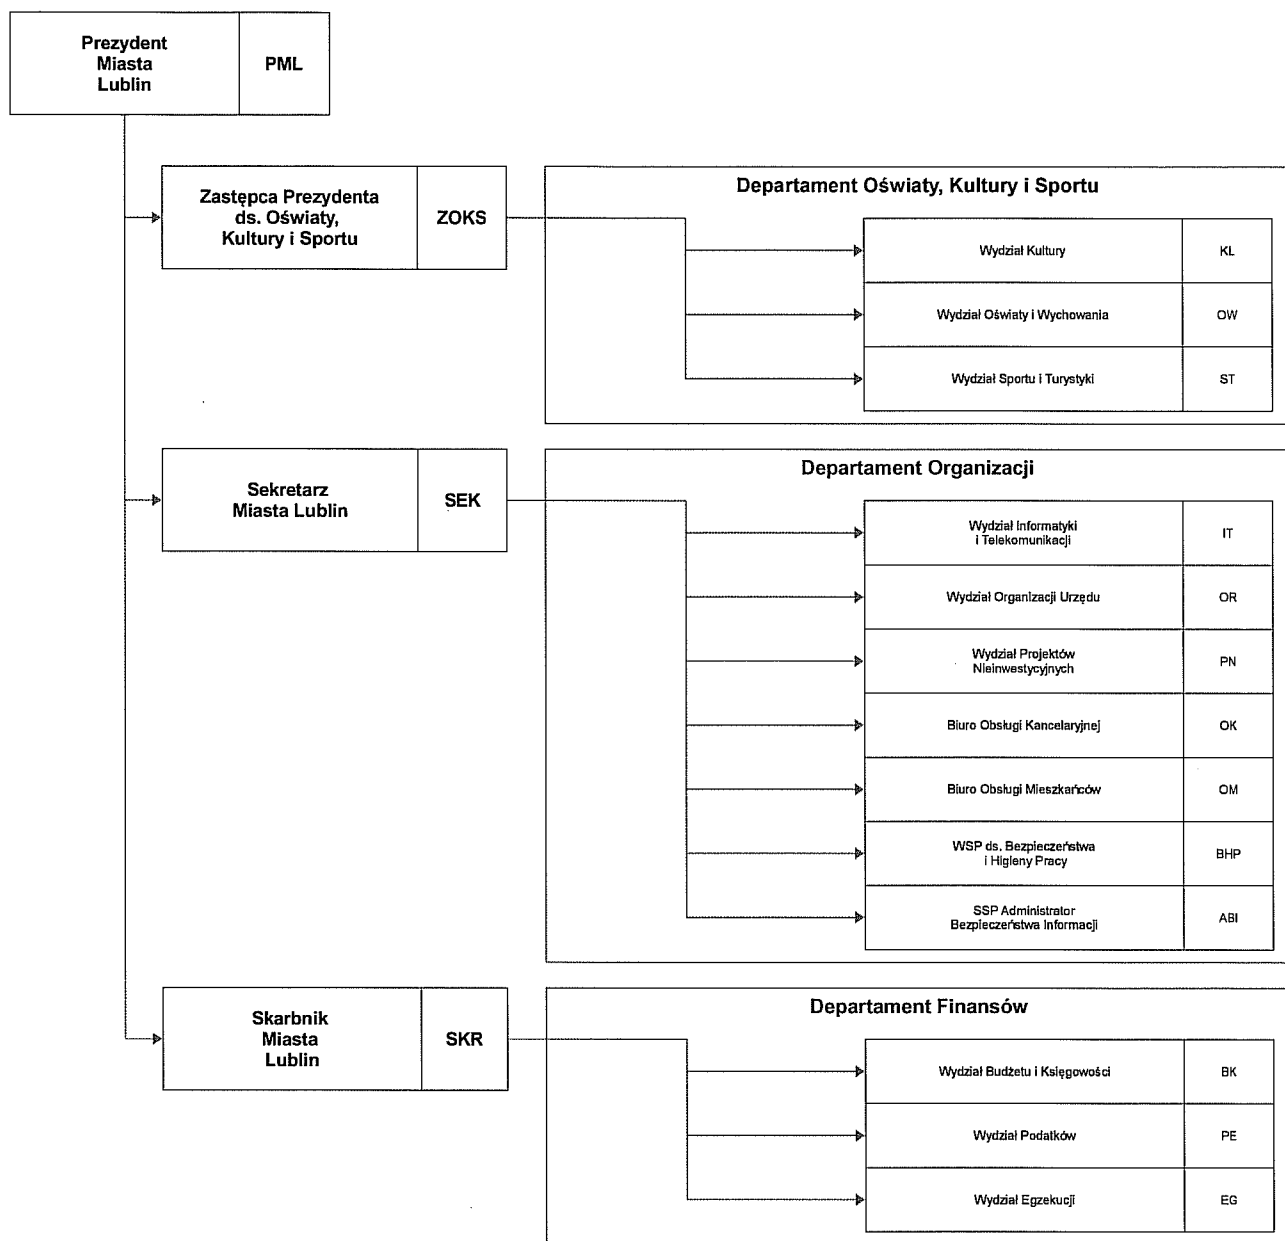 Prezydent
Miasta
Lublin
PML
Zastępca Prezydenta
ds. Oświaty,
Kultury i Sportu
ZOKS
Departament Oświaty, Kultury i Sportu
Wydział Kultury
KL
Wydział Oświaty i Wychowania
OW
Wydział Sportu i Turystyki
ST
Sekretarz
Miasta Lublin
SEK
Departament Organizacji
Wydział Informatyki
i Telekomunikacji
IT
Wydział Organizacji Urzędu
OR
Wydział Projektów
Nieinwestycyjnych
PN
Biuro Obsługi Kancelaryjnej
OK
Biuro Obsługi Mieszkańców
OM
WSP ds. Bezpieczeństwa
i Higieny Pracy
BHP
SSP Administrator
Bezpieczeństwa Informacji
ABI
Skarbnik
Miasta
Lublin
SKR
Departament Finansów
Wydział Budżetu i Księgowości
BK
Wydział Podatków
PE
Wydział Egzekucji
EG